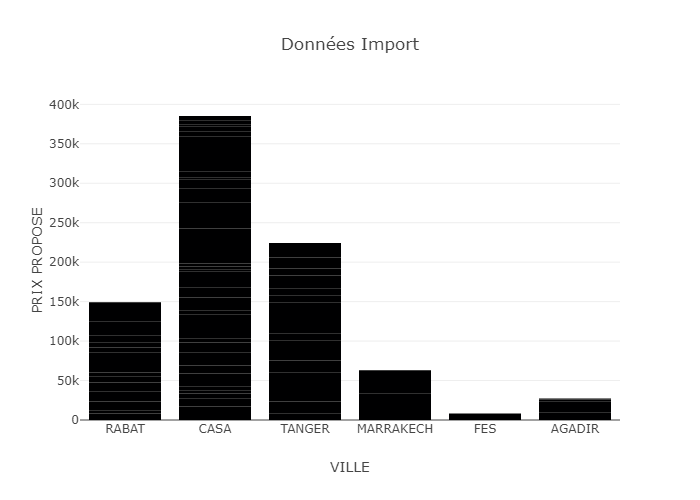 Données Import
400k
350k
300k
250k
200k
150k
100k
50k
0
PRIX PROPOSE
RABAT CASA TANGER MARRAKECH FES AGADIR
VILLE